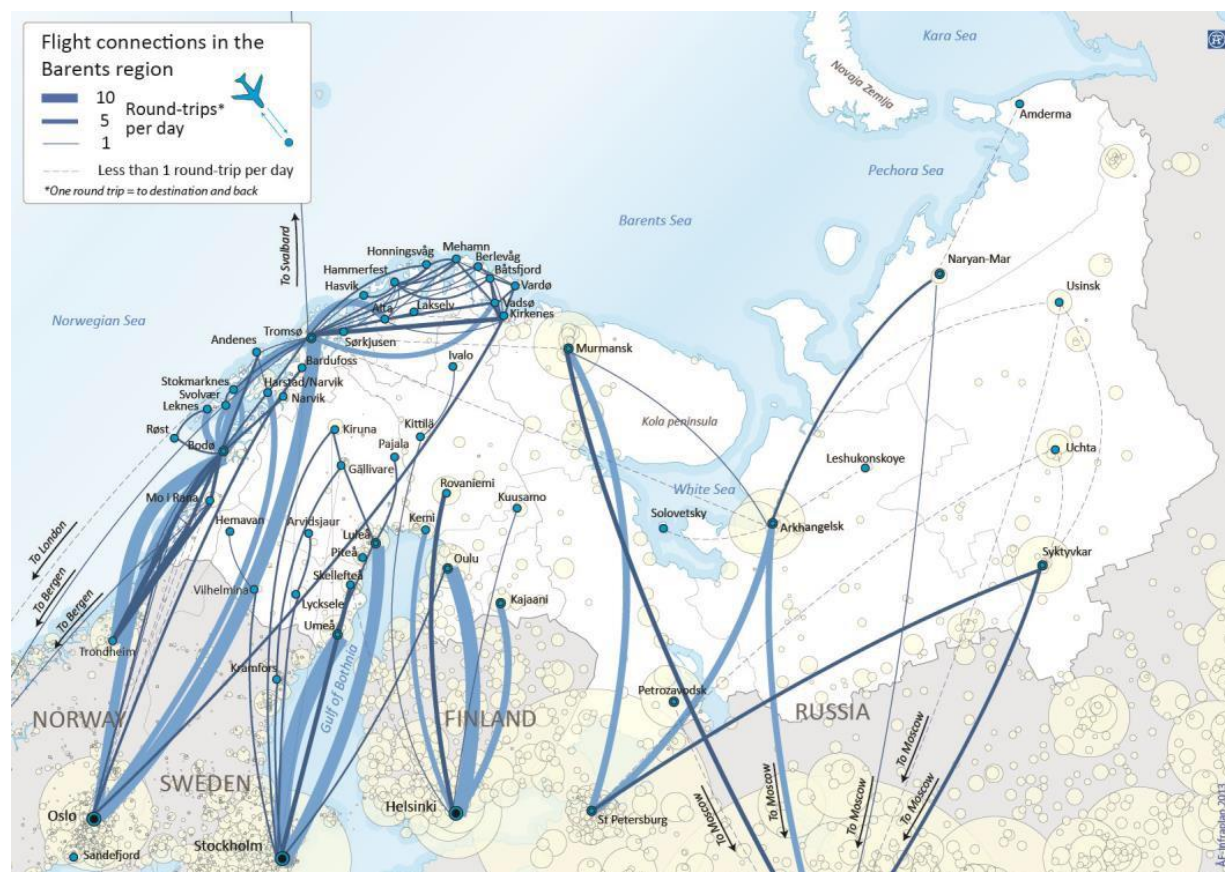 Flight connections in the
Barents region
10
5
1
Round-trips*
per day
Less than 1 round-trip per day
*One round trip = to destination and back
Kara Sea
Novaja Zemlja
Amderma
Pechora Sea
Barents Sea
To Svalbard
Norwegian Sea
Mehamn
Honningsvåg
Berlevåg
Hammerfest
Båtsfjord
Hasvik
Vardø
Alta
Lakselv
Vadsø
Kirkenes
Tromsø
Sørkjusen
Naryan-Mar
Usinsk
Andenes
Bardufoss
Ivalo
Murmansk
Stokmarknes
Harstad/Narvik
Svolvær
Narvik
Leknes
Røst
Bodø
Kiruna
Kittilä
Pajala
Gällivare
Kola peninsula
Leshukonskoye
Uchta
Rovaniemi
Kuusamo
White Sea
Mo i Rana
Hemavan
Arvidsjaur
Luleå
Kemi
Solovetsky
Arkhangelsk
Piteå
Oulu
Skellefteå
Syktyvkar
To London
To Bergen
To Bergen
Vilhelmina
Lycksele
Kajaani
Umeå
Trondheim
Kramfors
Gulf of Bothnia
Petrozavodsk
NORWAY
FINLAND
RUSSIA
SWEDEN
To Moscow
To Moscow
To Moscow
To Moscow
To Moscow
Oslo
Helsinki
St Petersburg
Sandefjord
Stockholm
ÅF-Infraplan 2013